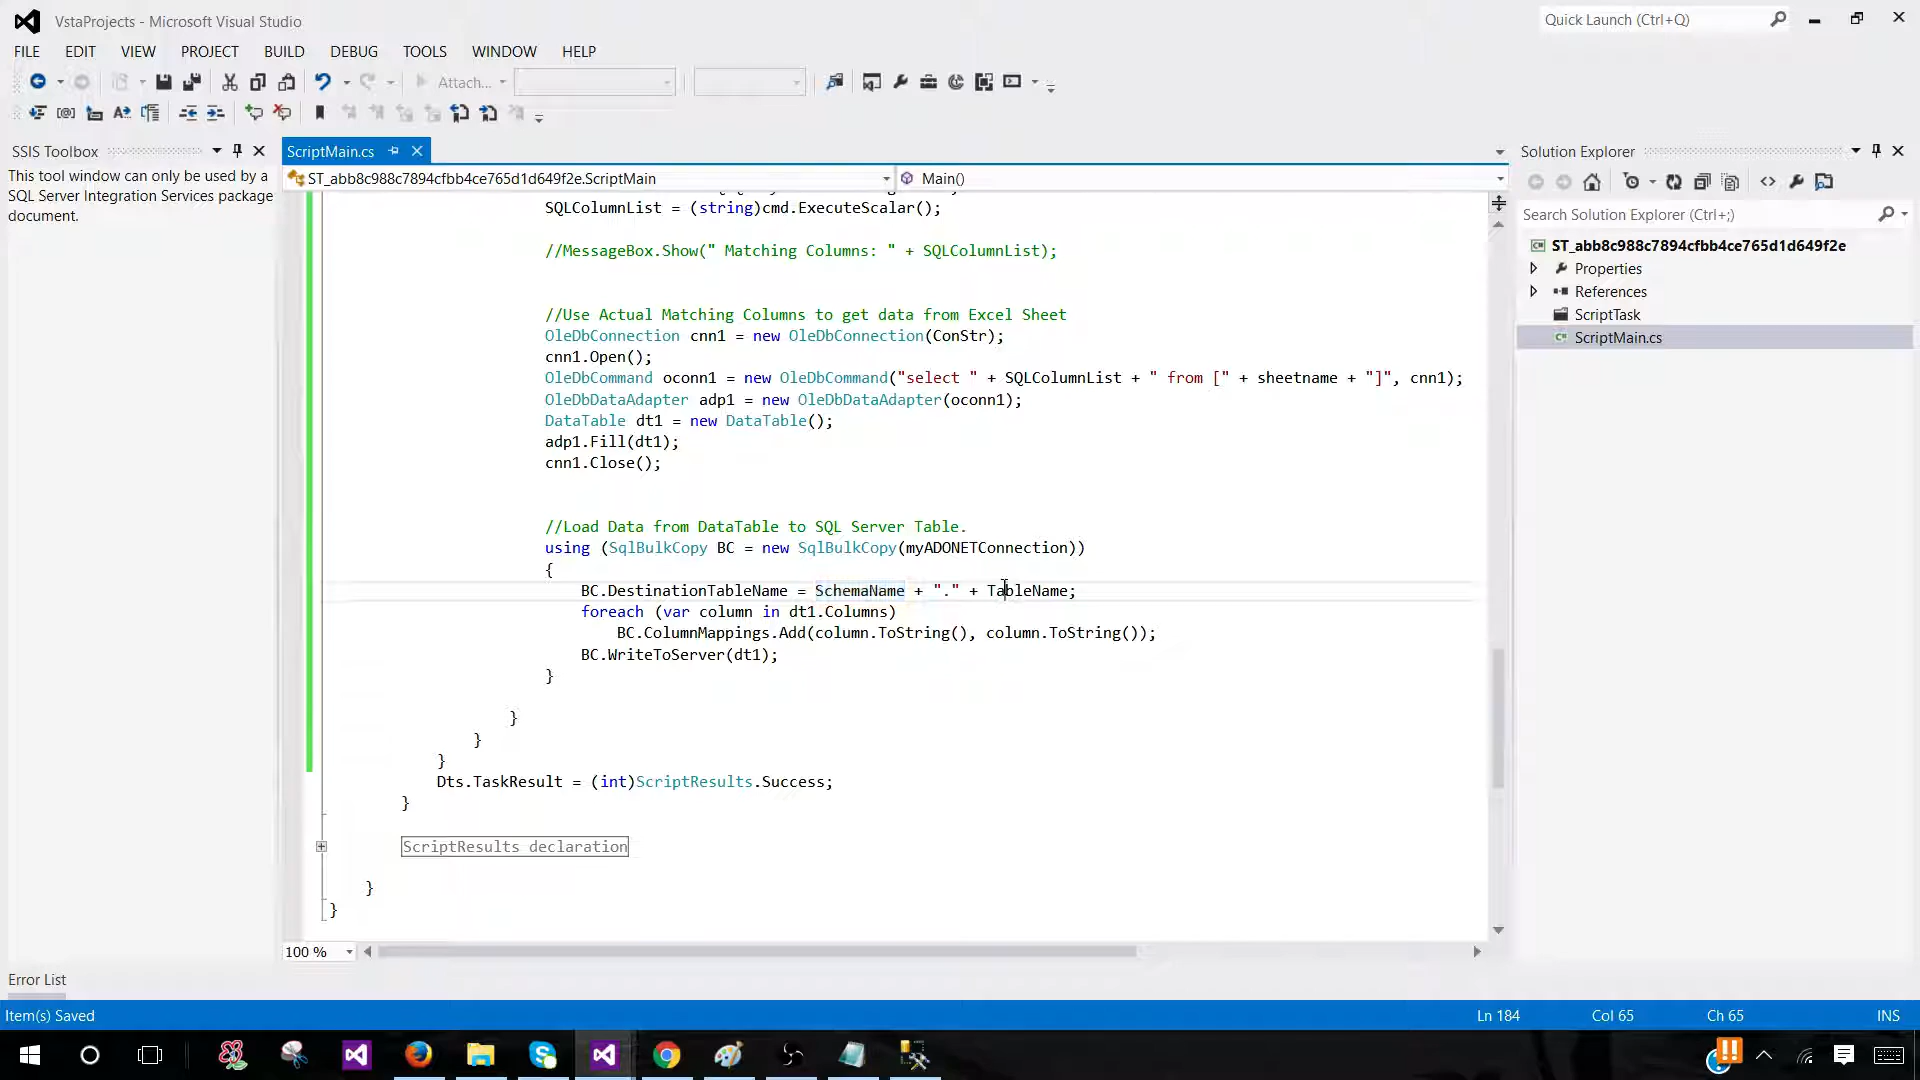 VstaProjects - Microsoft Visual Studio
Quick Launch (Ctrl+Q)
FILE EDIT VIEW PROJECT BUILD DEBUG TOOLS WINDOW HELP
Attach...
SSIS Toolbox
This tool window can only be used by a
SQL Server Integration Services package
document.
ScriptMain.cs
ST_abb8c988c7894cfbb4ce765d1d649f2e.ScriptMain
Main()
SQLColumnList = (string)cmd.ExecuteScalar();
//MessageBox.Show(" Matching Columns: " + SQLColumnList);
//Use Actual Matching Columns to get data from Excel Sheet
OleDbConnection cnn1 = new OleDbConnection(ConStr);
cnn1.Open();
OleDbCommand oconn1 = new OleDbCommand("select " + SQLColumnList + " from [" + sheetname + "]", cnn1);
OleDbDataAdapter adp1 = new OleDbDataAdapter(oconn1);
DataTable dt1 = new DataTable();
adp1.Fill(dt1);
cnn1.Close();
//Load Data from DataTable to SQL Server Table.
using (SqlBulkCopy BC = new SqlBulkCopy(myADONETConnection))
{
BC.DestinationTableName = SchemaName + "." + TableName;
foreach (var column in dt1.Columns)
BC.ColumnMappings.Add(column.ToString(), column.ToString());
BC.WriteToServer(dt1);
}
}
}
}
Dts.TaskResult = (int)ScriptResults.Success;
}
ScriptResults declaration
}
}
100 %
Solution Explorer
Search Solution Explorer (Ctrl+;)
ST_abb8c988c7894cfbb4ce765d1d649f2e
Properties
References
ScriptTask
ScriptMain.cs
Error List
Item(s) Saved
Ln 184 Col 65 Ch 65 INS